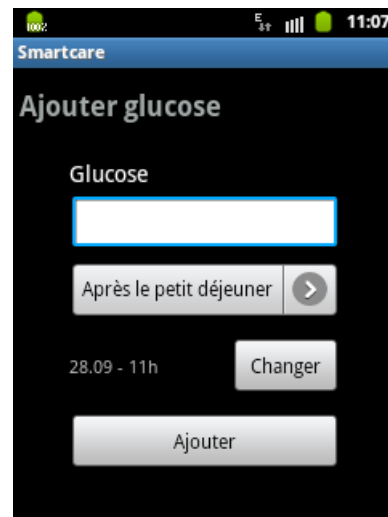 100%
E
11:07
Smartcare
Ajouter glucose
Glucose
Après le petit déjeuner
28.09 - 11h
Changer
Ajouter